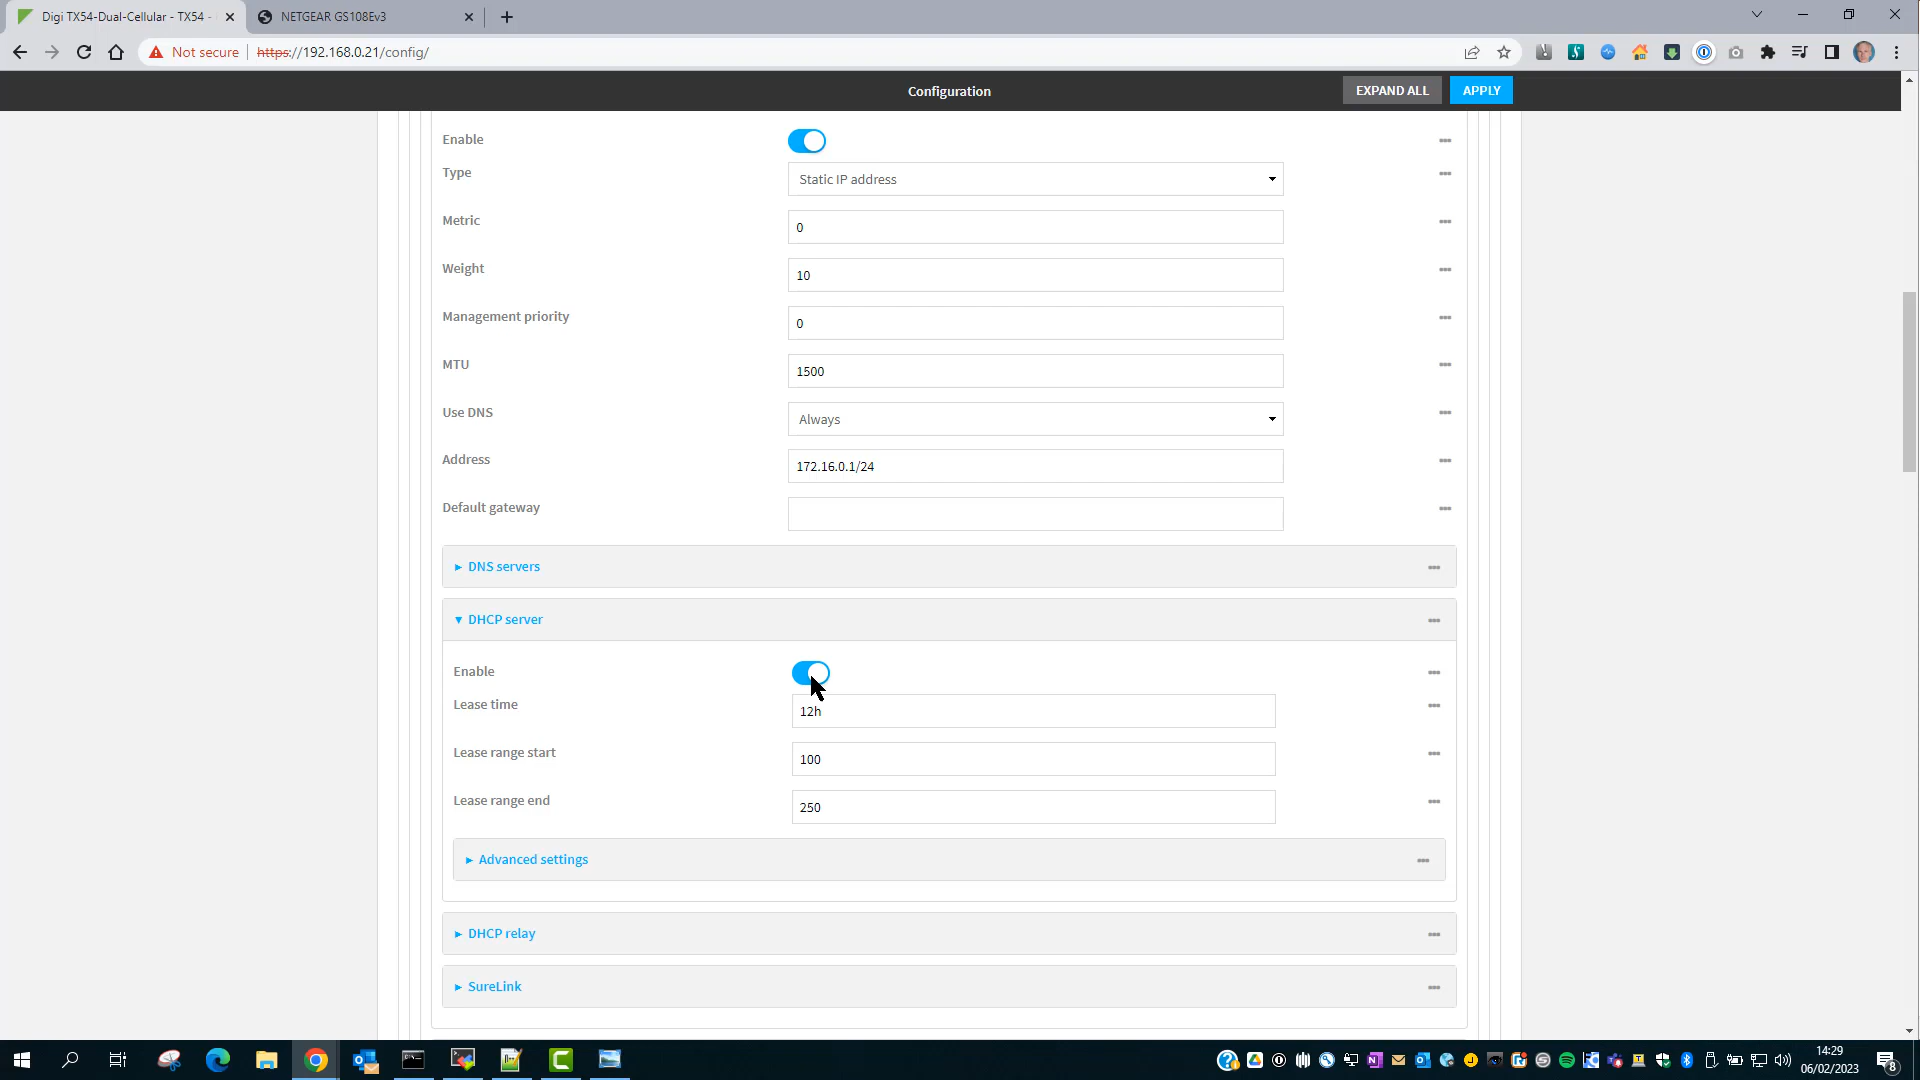 Digi TX54-Dual-Cellular - TX54 -
NETGEAR GS108Ev3
Not secure
https://192.168.0.21/config/
Configuration
EXPAND ALL
APPLY
Enable
Type
Static IP address
Metric
0
Weight
10
Management priority
0
MTU
1500
Use DNS
Always
Address
172.16.0.1/24
Default gateway
DNS servers
DHCP server
Enable
Lease time
12h
Lease range start
100
Lease range end
250
Advanced settings
DHCP relay
SureLink
14:29
06/02/2023
8